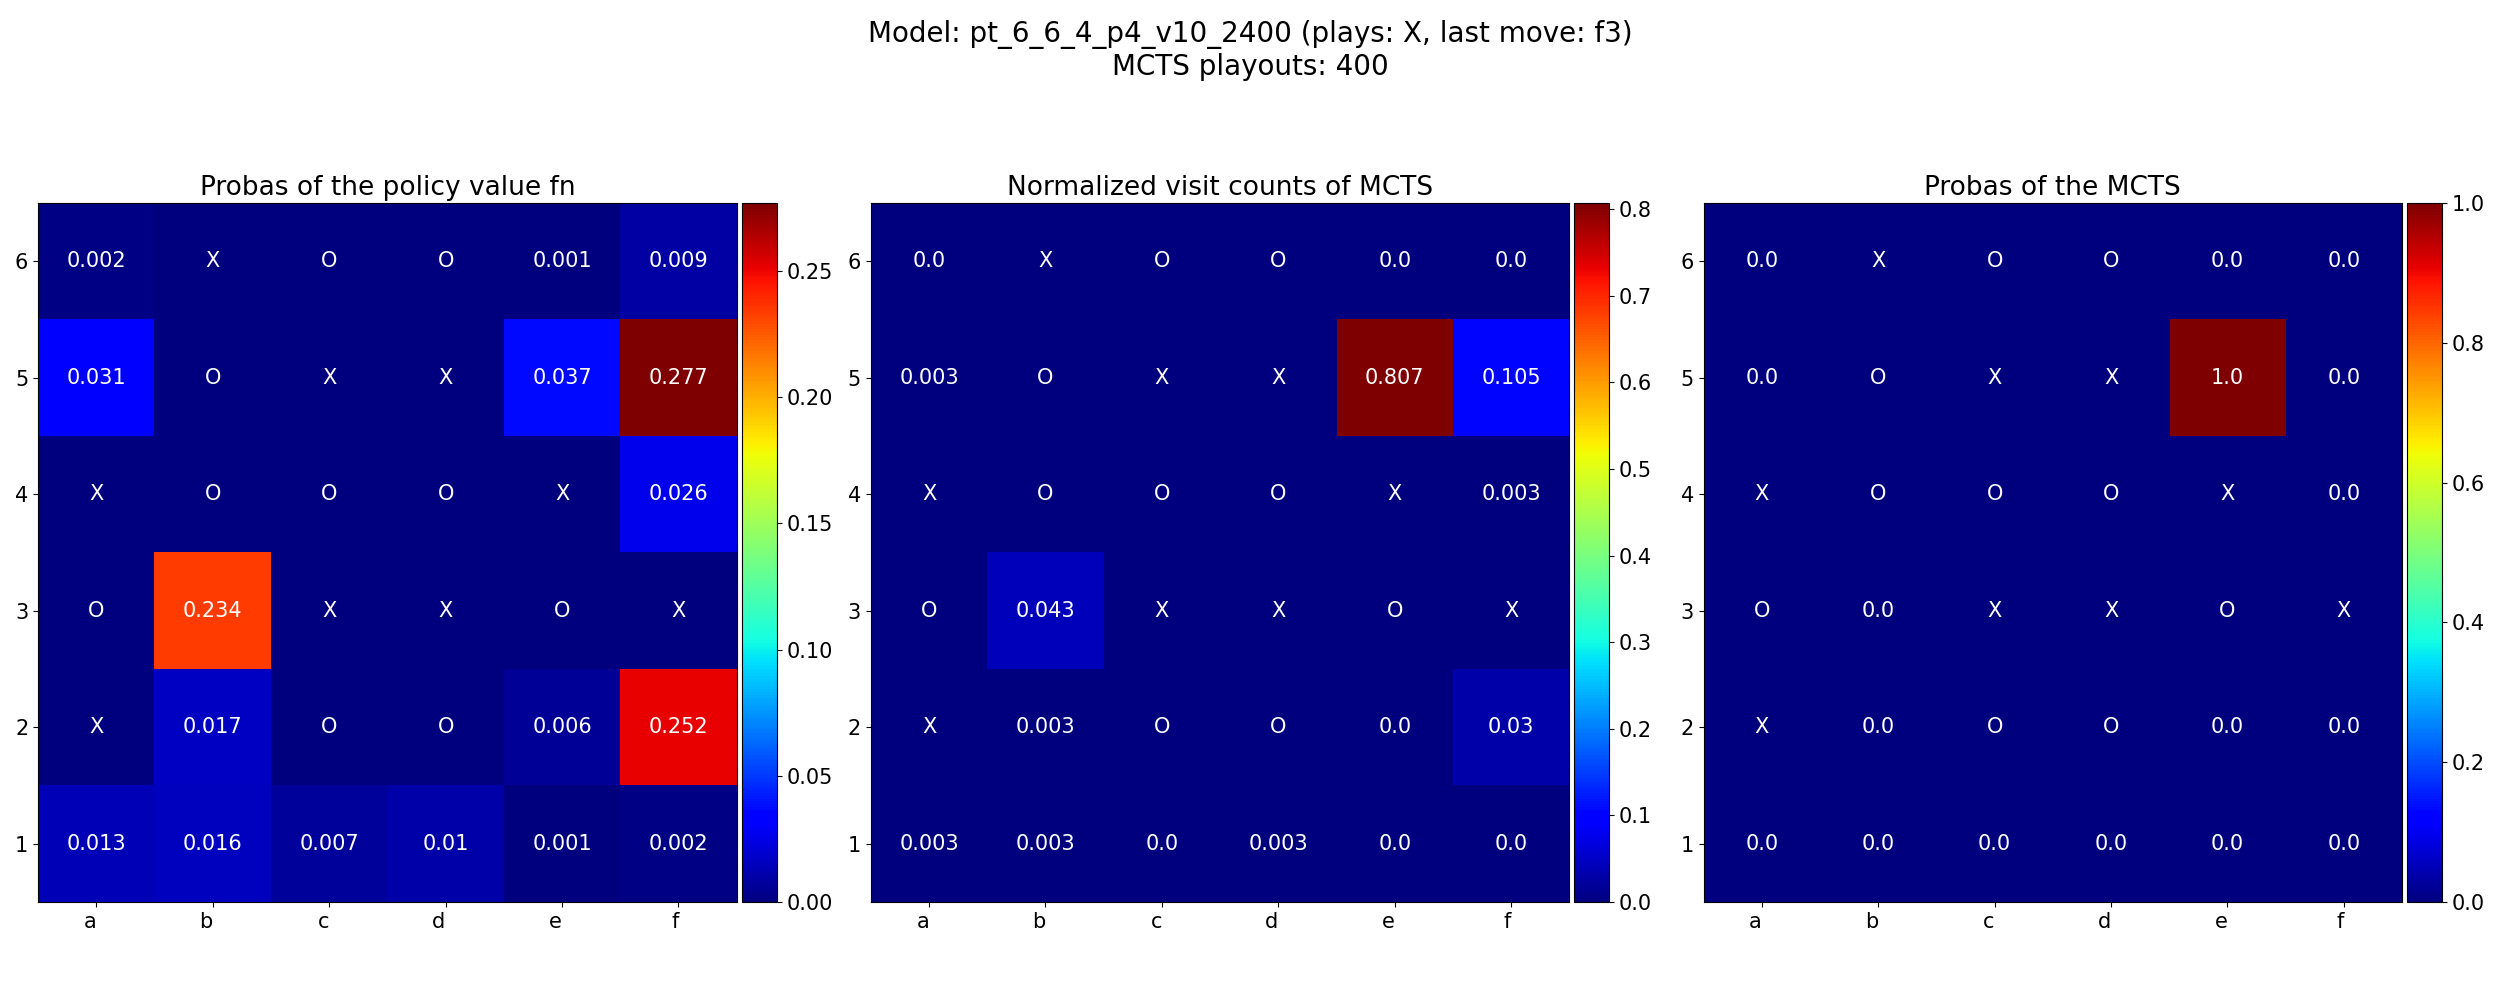 Model: pt_6_6_4_p4_v10_2400 (plays: X, last move: f3)
MCTS playouts: 400
Probas of the policy value fn
6 0.002 X O O 0.001 0.009
5 0.031 O X X 0.037 0.277
4 X O O O X 0.026
3 O 0.234 X X O X
2 X 0.017 O O 0.006 0.252
1 0.013 0.016 0.007 0.01 0.001 0.002
a b c d e f
0.25
0.20
0.15
0.10
0.05
0.00
Normalized visit counts of MCTS
6 0.0 X O O 0.0 0.0
5 0.003 O X X 0.807 0.105
4 X O O O X 0.003
3 O 0.043 X X O X
2 X 0.003 O O 0.0 0.03
1 0.003 0.003 0.0 0.003 0.0 0.0
a b c d e f
0.8
0.7
0.6
0.5
0.4
0.3
0.2
0.1
0.0
Probas of the MCTS
6 0.0 X O O 0.0 0.0
5 0.0 O X X 1.0 0.0
4 X O O O X 0.0
3 O 0.0 X X O X
2 X 0.0 O O 0.0 0.0
1 0.0 0.0 0.0 0.0 0.0 0.0
a b c d e f
1.0
0.8
0.6
0.4
0.2
0.0